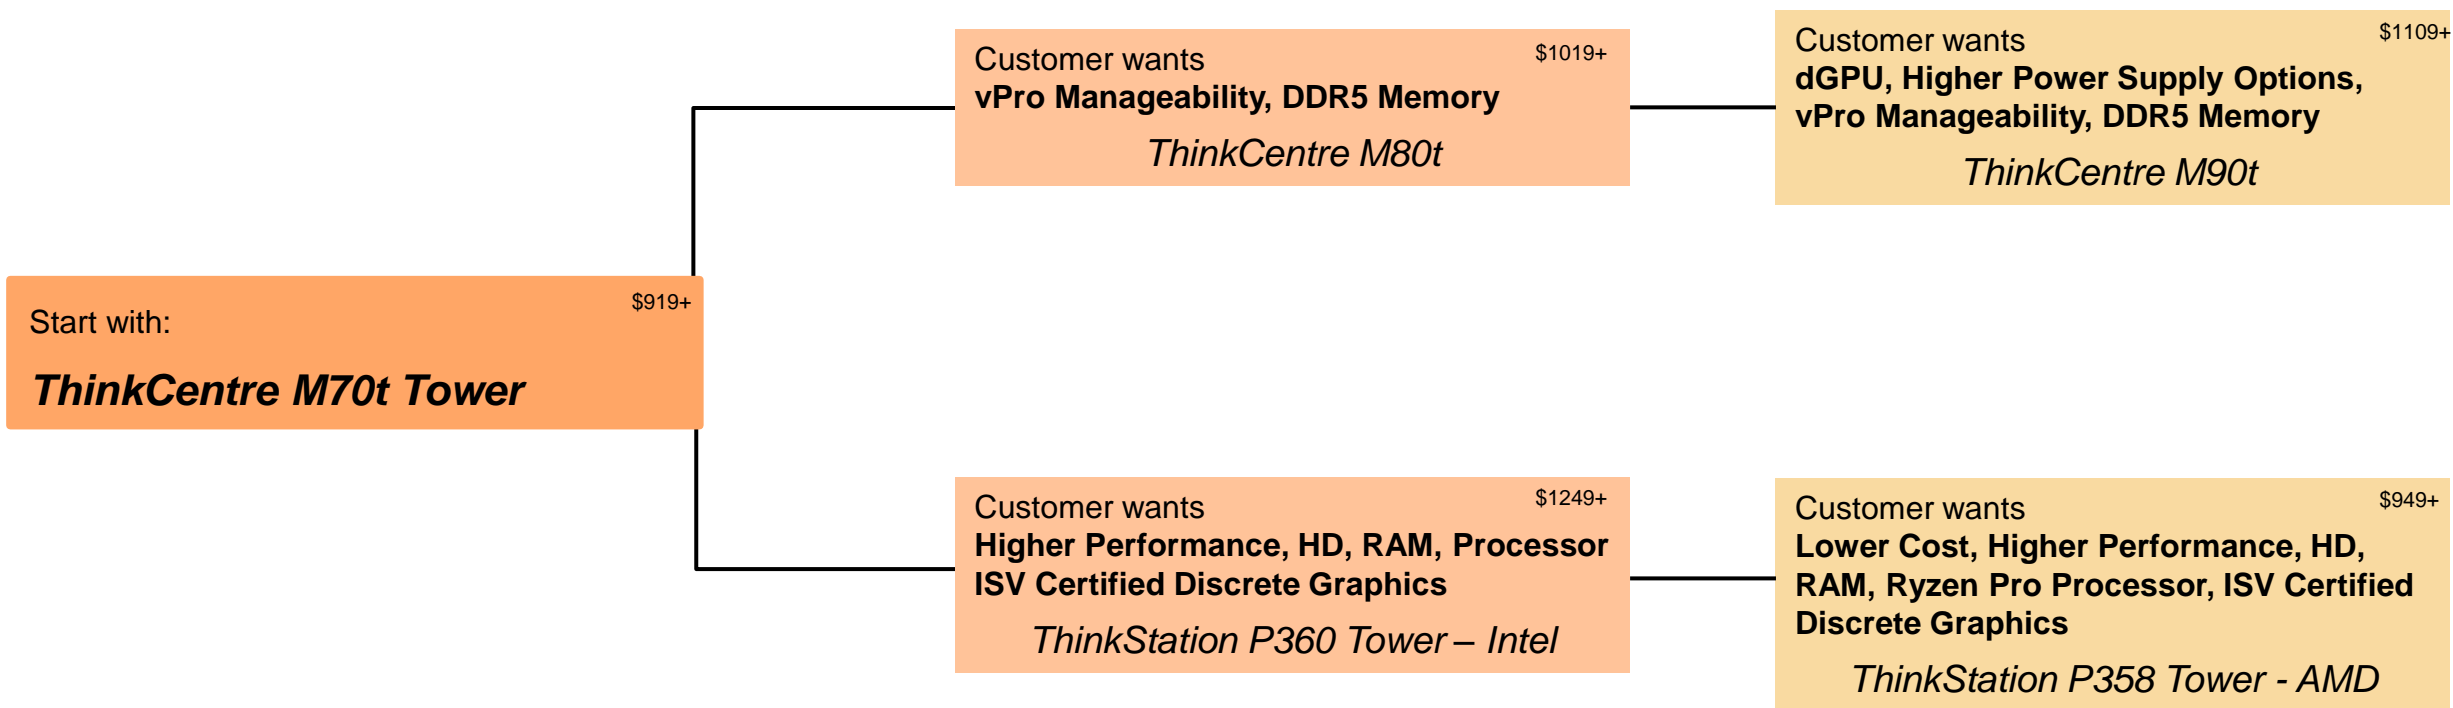 Customer wants
$1019+
vPro Manageability, DDR5 Memory
ThinkCentre M80t
Customer wants
$1109+
dGPU, Higher Power Supply Options,
vPro Manageability, DDR5 Memory
ThinkCentre M90t
Start with:
$919+
ThinkCentre M70t Tower
Customer wants
$1249+
Higher Performance, HD, RAM, Processor
ISV Certified Discrete Graphics
ThinkStation P360 Tower – Intel
Customer wants
$949+
Lower Cost, Higher Performance, HD,
RAM, Ryzen Pro Processor, ISV Certified
Discrete Graphics
ThinkStation P358 Tower - AMD